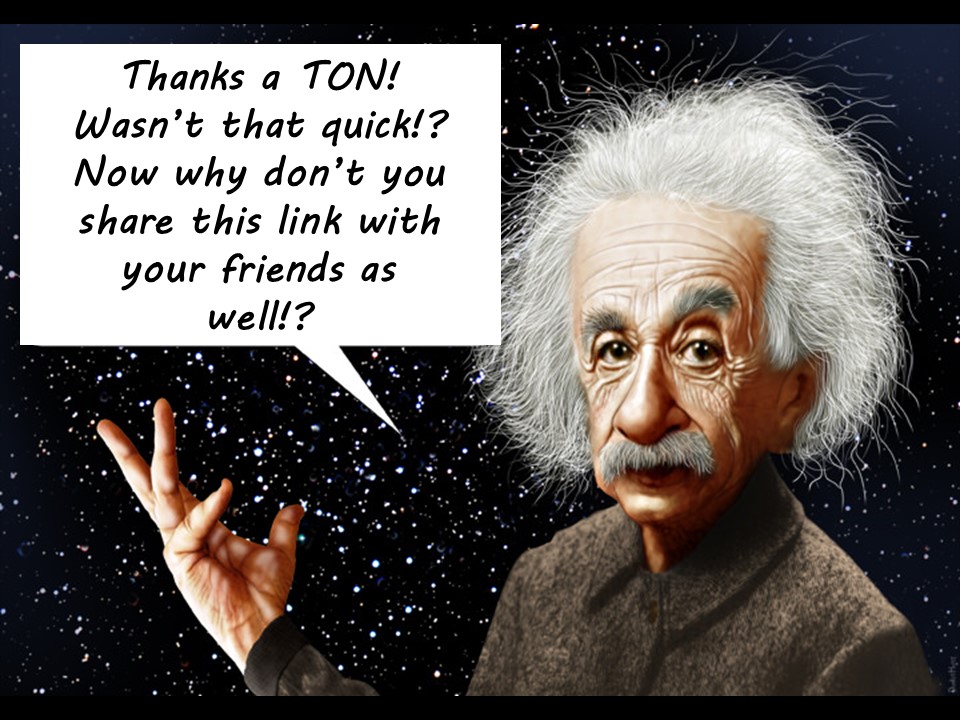 Thanks a TON!
Wasn’t that quick!?
Now why don’t you
share this link with
your friends as
well!?